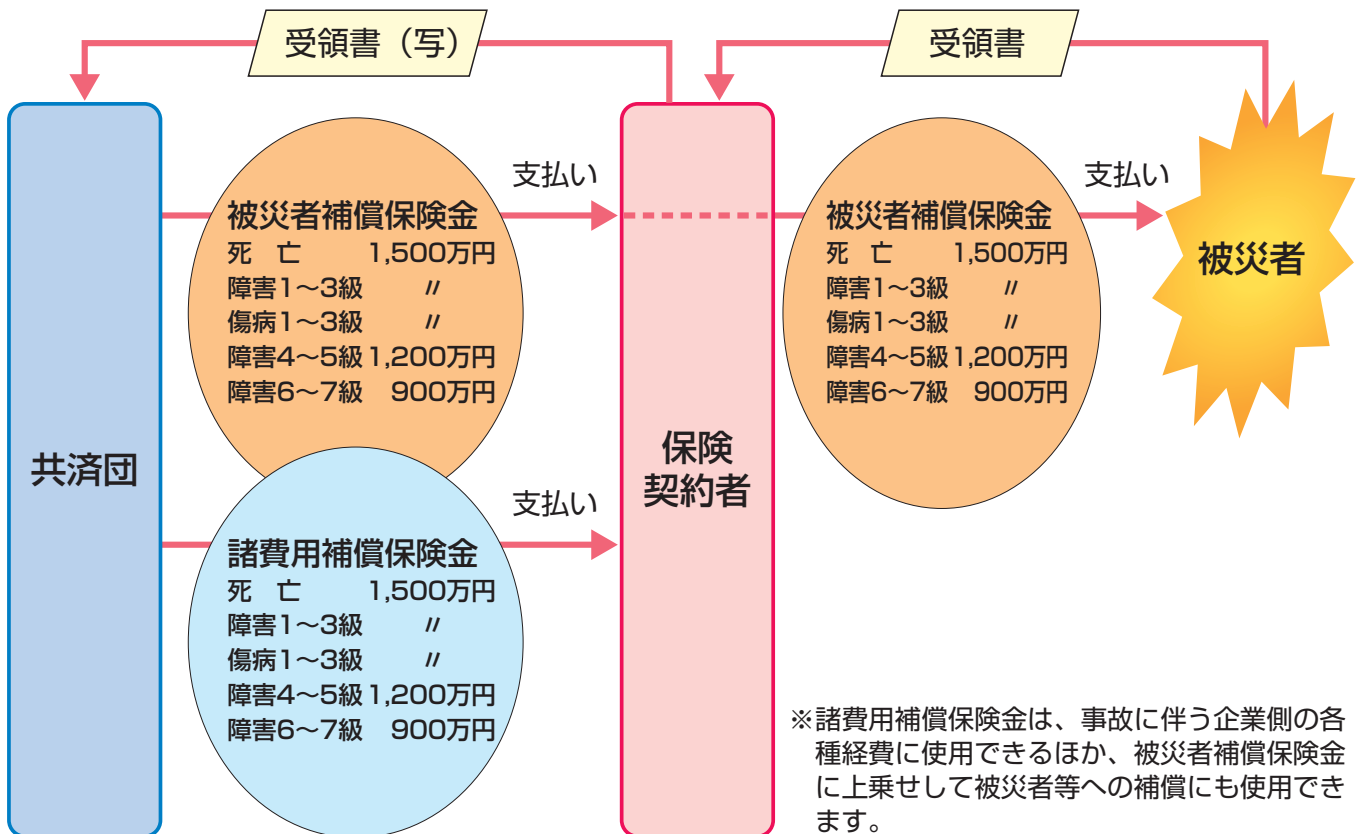 受領書（写）
受領書
共済団
支払い
被災者補償保険金
死　亡　1,500万円
障害1～3級　〃
傷病1～3級　〃
障害4～5級 1,200万円
障害6～7級　900万円
支払い
諸費用補償保険金
死　亡　1,500万円
障害1～3級　〃
傷病1～3級　〃
障害4～5級 1,200万円
障害6～7級　900万円
保険
契約者
支払い
被災者補償保険金
死　亡　1,500万円
障害1～3級　〃
傷病1～3級　〃
障害4～5級 1,200万円
障害6～7級　900万円
被災者
※諸費用補償保険金は、事故に伴う企業側の各
種経費に使用できるほか、被災者補償保険金
に上乗せして被災者等への補償にも使用でき
ます。